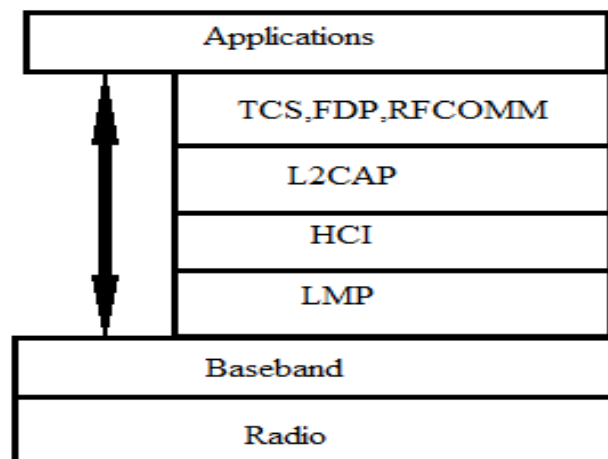 Applications
TCS,FDP,RFCOMM
L2CAP
HCI
LMP
Baseband
Radio